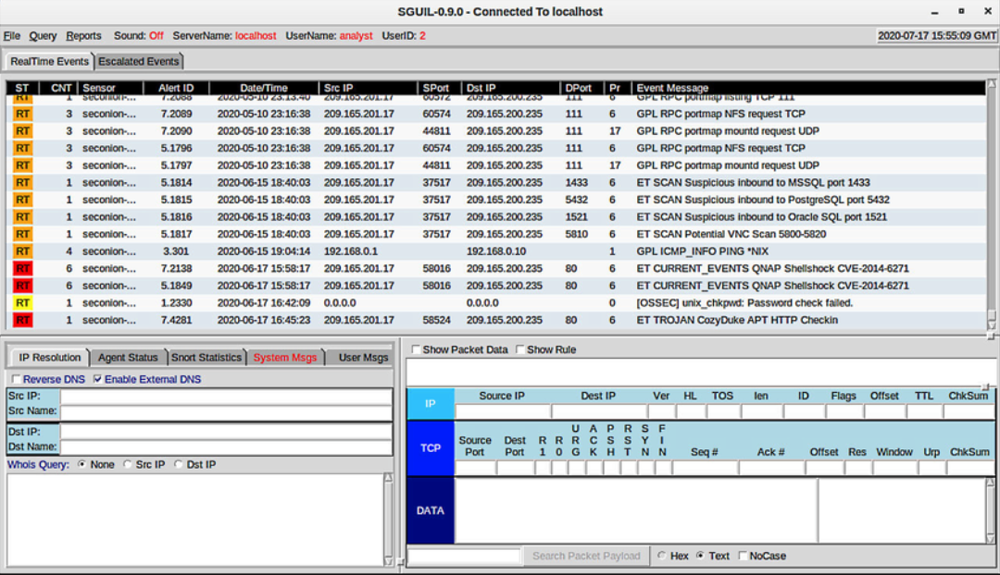 SGUIL-0.9.0 - Connected To localhost
File Query Reports Sound: Off ServerName: localhost UserName: analyst UserID: 2 2020-07-17 15:55:09 GMT
RealTime Events Escalated Events
ST CNT Sensor Alert ID Date/Time Src IP SPort Dst IP DPort Pr Event Message
RT 1 seconion-... 7.2088 2020-05-10 23:13:40 209.165.201.17 60572 209.165.200.235 111 6 GPL RPC portmap listing TCP 111
RT 3 seconion-... 7.2089 2020-05-10 23:16:38 209.165.201.17 60574 209.165.200.235 111 6 GPL RPC portmap NFS request TCP
RT 3 seconion-... 7.2090 2020-05-10 23:16:38 209.165.201.17 44811 209.165.200.235 111 17 GPL RPC portmap mountd request UDP
RT 3 seconion-... 5.1796 2020-05-10 23:16:38 209.165.201.17 60574 209.165.200.235 111 6 GPL RPC portmap NFS request TCP
RT 3 seconion-... 5.1797 2020-05-10 23:16:38 209.165.201.17 44811 209.165.200.235 111 17 GPL RPC portmap mountd request UDP
RT 1 seconion-... 5.1814 2020-06-15 18:40:03 209.165.201.17 37517 209.165.200.235 1433 6 ET SCAN Suspicious inbound to MSSQL port 1433
RT 1 seconion-... 5.1815 2020-06-15 18:40:03 209.165.201.17 37517 209.165.200.235 5432 6 ET SCAN Suspicious inbound to PostgreSQL port 5432
RT 1 seconion-... 5.1816 2020-06-15 18:40:03 209.165.201.17 37517 209.165.200.235 1521 6 ET SCAN Suspicious inbound to Oracle SQL port 1521
RT 1 seconion-... 5.1817 2020-06-15 18:40:03 209.165.201.17 37517 209.165.200.235 5810 6 ET SCAN Potential VNC Scan 5800-5820
RT 4 seconion-... 3.301 2020-06-15 19:04:14 192.168.0.1 192.168.0.10 1 GPL ICMP_INFO PING *NIX
RT 6 seconion-... 7.2138 2020-06-17 15:58:17 209.165.201.17 58016 209.165.200.235 80 6 ET CURRENT_EVENTS QNAP Shellshock CVE-2014-6271
RT 6 seconion-... 5.1849 2020-06-17 15:58:17 209.165.201.17 58016 209.165.200.235 80 6 ET CURRENT_EVENTS QNAP Shellshock CVE-2014-6271
RT 1 seconion-... 1.2330 2020-06-17 16:42:09 0.0.0.0 0.0.0.0 0 [OSSEC] unix_chkpwd: Password check failed.
RT 1 seconion-... 7.4281 2020-06-17 16:45:23 209.165.201.17 58524 209.165.200.235 80 6 ET TROJAN CozyDuke APT HTTP Checkin
IP Resolution Agent Status Snort Statistics System Msgs User Msgs
Reverse DNS Enable External DNS
Src IP:
Src Name:
Dst IP:
Dst Name:
Whois Query: None Src IP Dst IP
Show Packet Data Show Rule
IP Source IP Dest IP Ver HL TOS len ID Flags Offset TTL ChkSum
TCP Source Port Dest Port R1 R0 URG ACK PSH RST SYN FIN Seq # Ack # Offset Res Window Urp ChkSum
DATA
Search Packet Payload Hex Text NoCase